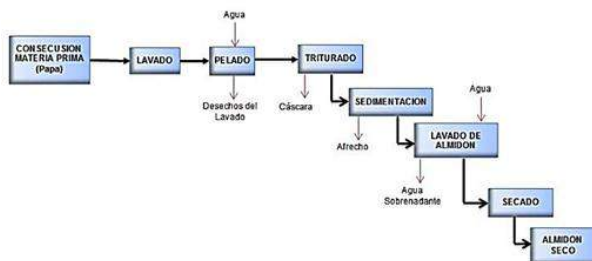 Agua
CONSECUSION
MATERIA PRIMA
(Papa)
LAVADO
PELADO
TRITURADO
Desechos del
Lavado
Cáscara
SEDIMENTACION
Agua
Afrecho
LAVADO DE
ALMIDON
Agua
Sobrenadante
SECADO
ALMIDON
SECO